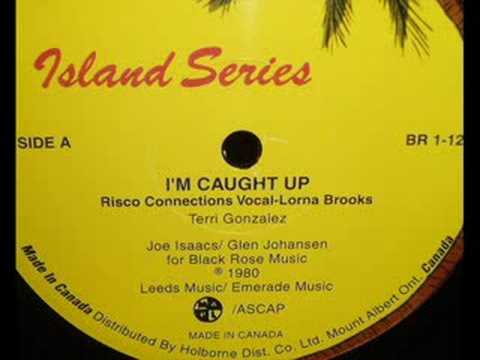 Island Series
SIDE A
BR 1-12
I'M CAUGHT UP
Risco Connections Vocal-Lorna Brooks
Terri Gonzalez
Joe Isaacs/ Glen Johansen
for Black Rose Music
℗ 1980
Leeds Music/ Emerade Music
/ASCAP
MADE IN CANADA
Made In Canada Distributed By Holborne Dist. Co. Ltd. Mount Albert Ont. Canada